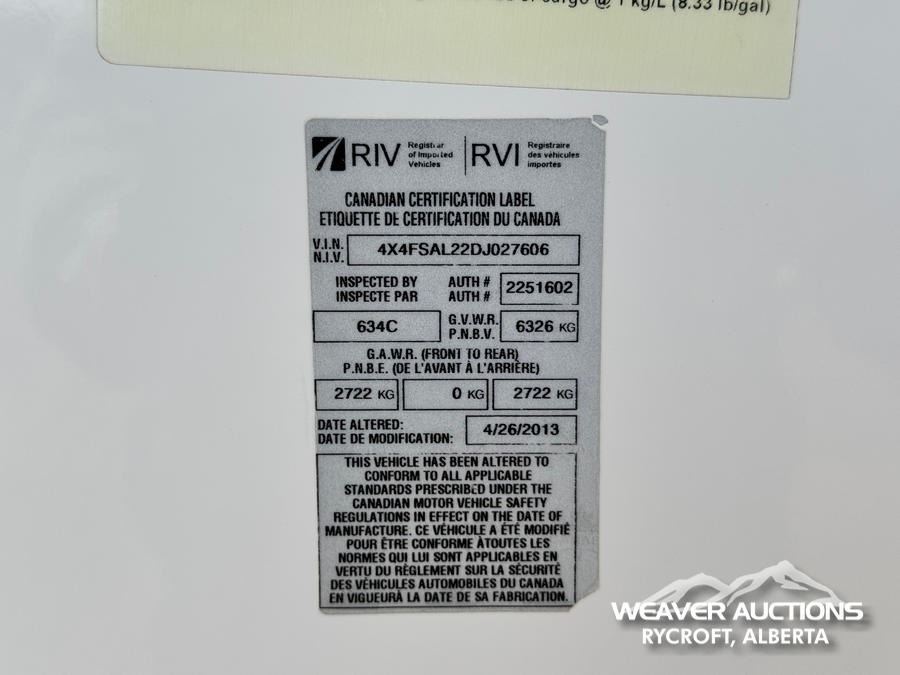 @ 1 kg/L (8.33 lb/gal)
RIV Registrar of Imported Vehicles
RVI Registraire des véhicules importés
CANADIAN CERTIFICATION LABEL
ETIQUETTE DE CERTIFICATION DU CANADA
V.I.N. 4X4FSAL22DJ027606
N.I.V.
INSPECTED BY AUTH # 2251602
INSPECTE PAR AUTH #
634C G.V.W.R. 6326 KG
P.N.B.V.
G.A.W.R. (FRONT TO REAR)
P.N.B.E. (DE L'AVANT À L'ARRIÈRE)
2722 KG 0 KG 2722 KG
DATE ALTERED: 4/26/2013
DATE DE MODIFICATION:
THIS VEHICLE HAS BEEN ALTERED TO
CONFORM TO ALL APPLICABLE
STANDARDS PRESCRIBED UNDER THE
CANADIAN MOTOR VEHICLE SAFETY
REGULATIONS IN EFFECT ON THE DATE OF
MANUFACTURE. CE VÉHICULE A ÉTÉ MODIFIÉ
POUR ÊTRE CONFORME ÀTOUTES LES
NORMES QUI LUI SONT APPLICABLES EN
VERTU DU RÈGLEMENT SUR LA SÉCURITÉ
DES VÉHICULES AUTOMOBILES DU CANADA
EN VIGUEURÀ LA DATE DE SA FABRICATION.
WEAVER AUCTIONS
RYCROFT, ALBERTA